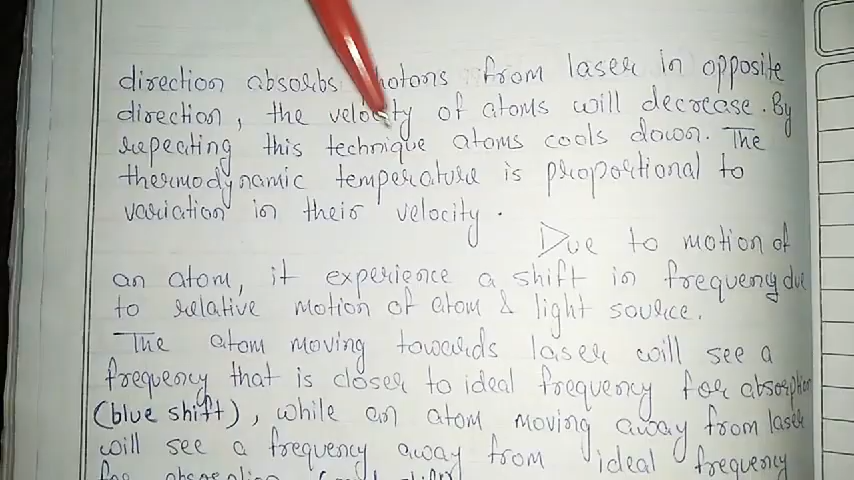 direction absorbs photons from laser in opposite
direction, the velocity of atoms will decrease. By
repeating this technique atoms cools down. The
thermodynamic temperature is proportional to
variation in their velocity.
Due to motion of
an atom, it experience a shift in frequency due
to relative motion of atom & light source.
The atom moving towards laser will see a
frequency that is closer to ideal frequency for absorption
(blue shift), while an atom moving away from laser
will see a frequency away from ideal frequency
for absorption